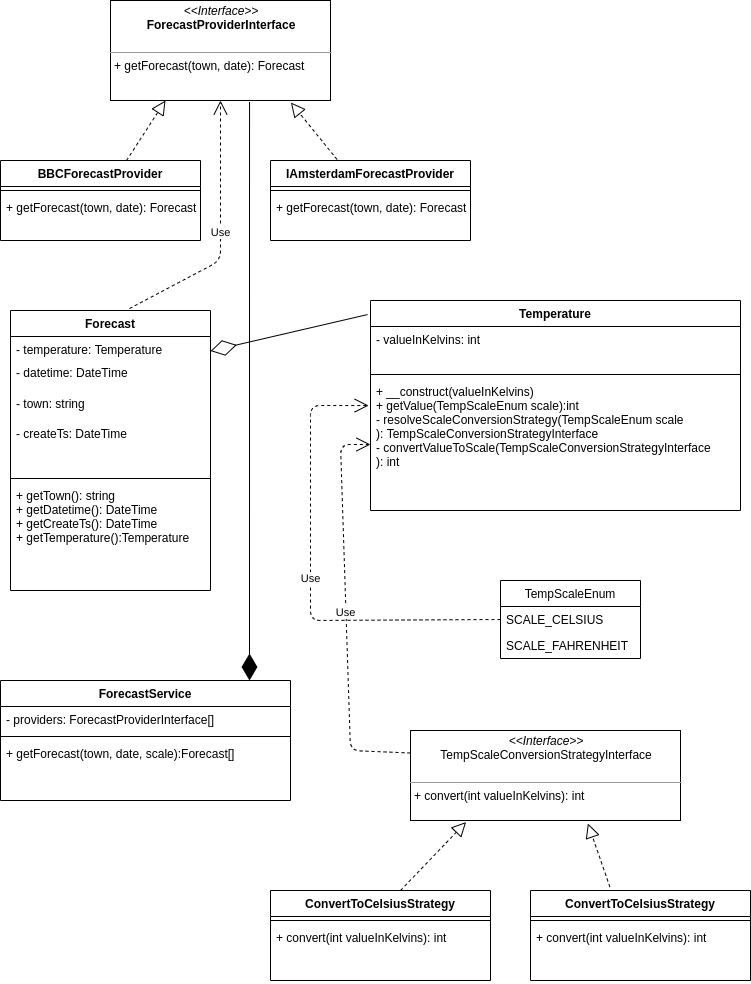 <<Interface>>
ForecastProviderInterface
+ getForecast(town, date): Forecast
BBCForecastProvider
+ getForecast(town, date): Forecast
IAmsterdamForecastProvider
+ getForecast(town, date): Forecast
Use
Forecast
- temperature: Temperature
- datetime: DateTime
- town: string
- createTs: DateTime
+ getTown(): string
+ getDatetime(): DateTime
+ getCreateTs(): DateTime
+ getTemperature():Temperature
Temperature
- valueInKelvins: int
+ __construct(valueInKelvins)
+ getValue(TempScaleEnum scale):int
- resolveScaleConversionStrategy(TempScaleEnum scale
): TempScaleConversionStrategyInterface
- convertValueToScale(TempScaleConversionStrategyInterface
): int
Use
Use
TempScaleEnum
SCALE_CELSIUS
SCALE_FAHRENHEIT
ForecastService
- providers: ForecastProviderInterface[]
+ getForecast(town, date, scale):Forecast[]
<<Interface>>
TempScaleConversionStrategyInterface
+ convert(int valueInKelvins): int
ConvertToCelsiusStrategy
+ convert(int valueInKelvins): int
ConvertToCelsiusStrategy
+ convert(int valueInKelvins): int